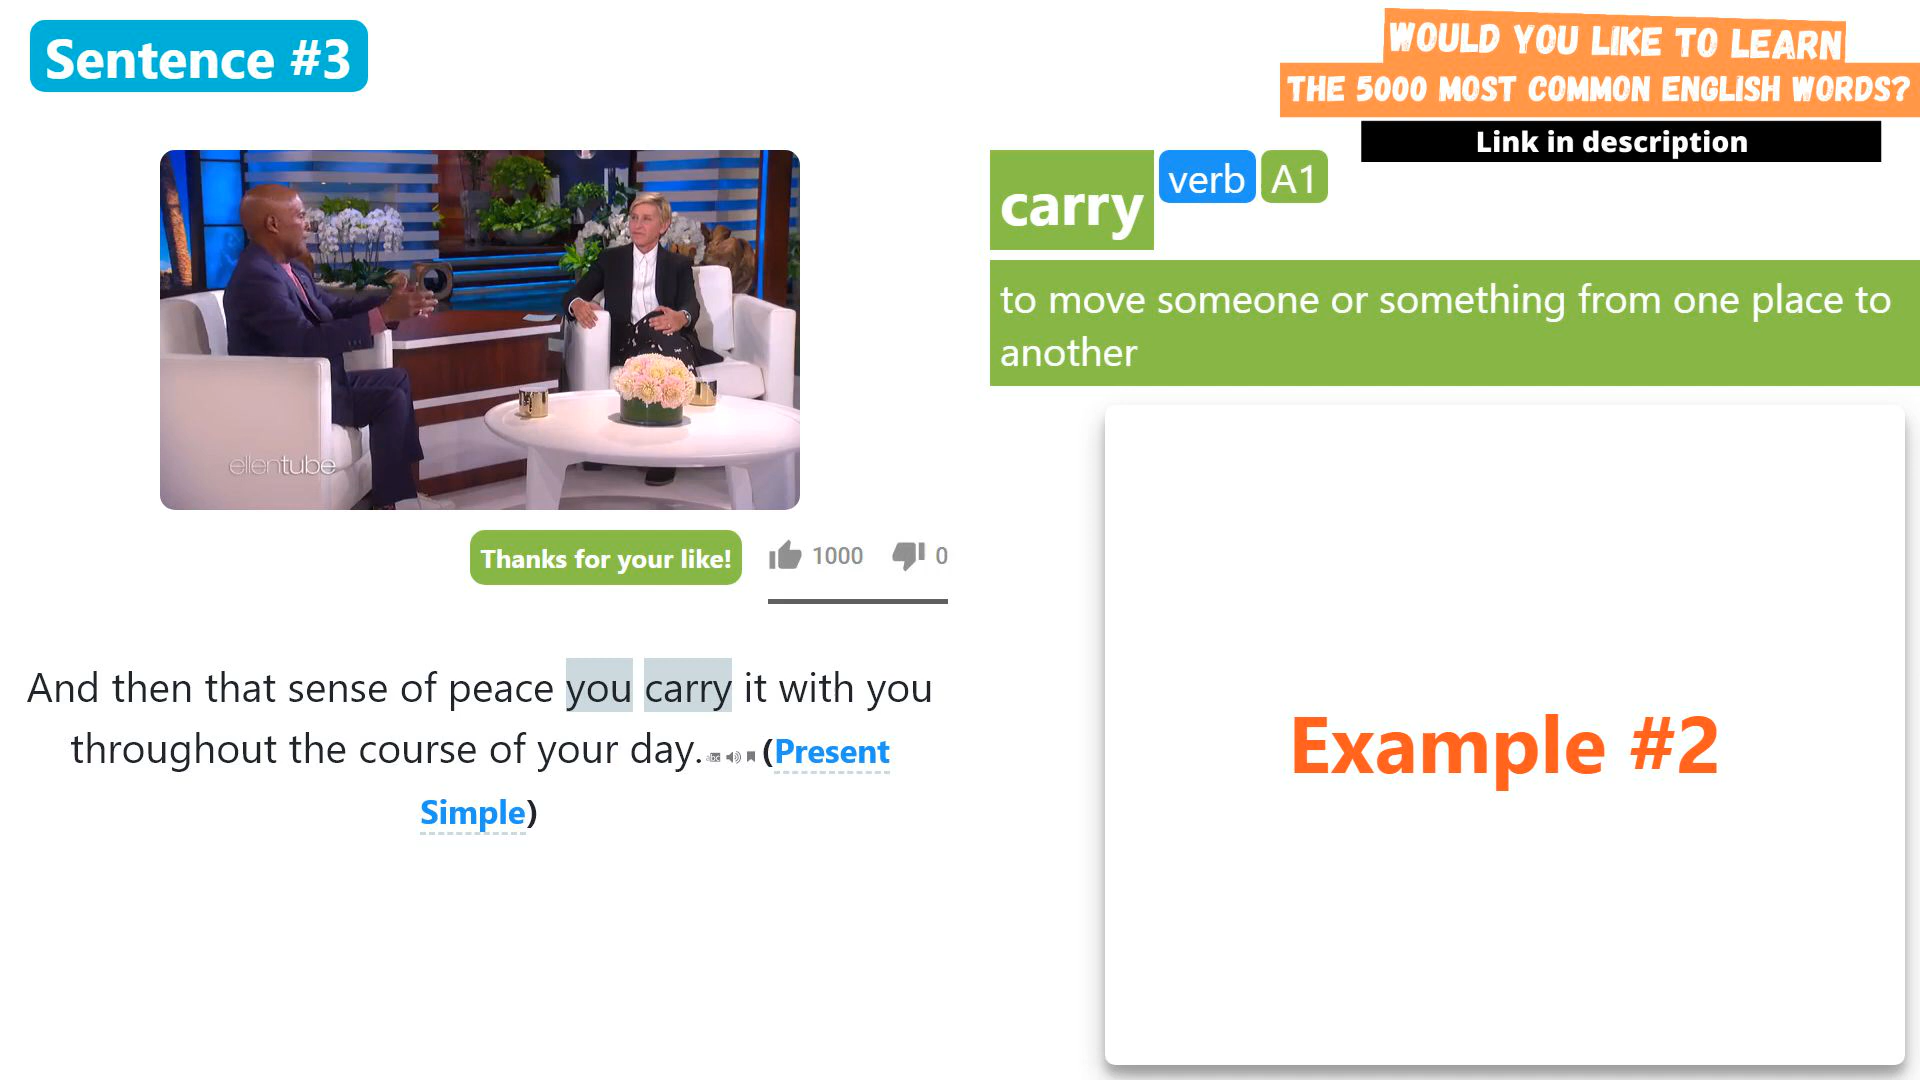 Sentence #3
WOULD YOU LIKE TO LEARN
THE 5000 MOST COMMON ENGLISH WORDS?
Link in description
carry verb A1
to move someone or something from one place to
another
ellentube
Thanks for your like! 1000 0
And then that sense of peace you carry it with you
throughout the course of your day. (Present
Simple)
Example #2